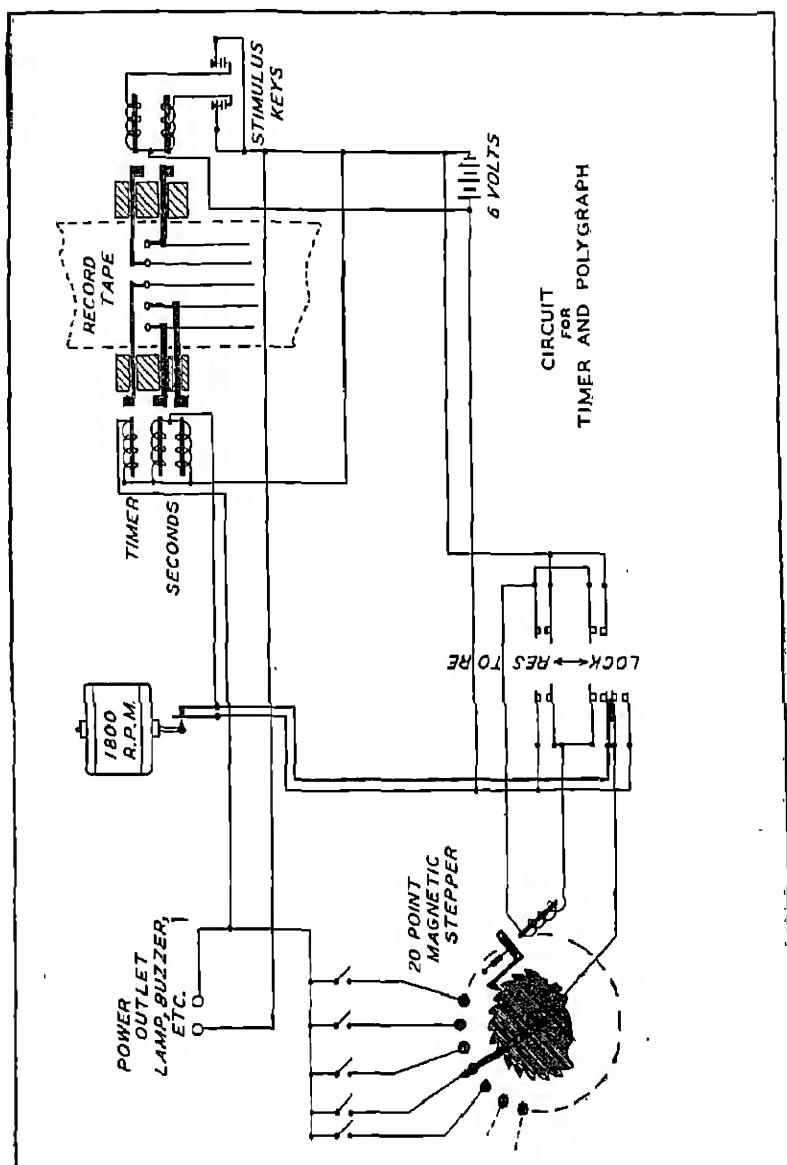 STIMULUS
KEYS
6 VOLTS
RECORD
TAPE
CIRCUIT
FOR
TIMER AND POLYGRAPH
TIMER
SECONDS
1800
R.P.M.
LOCK ↔ RES TO RE
20 POINT
MAGNETIC
STEPPER
POWER
OUTLET
LAMP, BUZZER,
ETC.